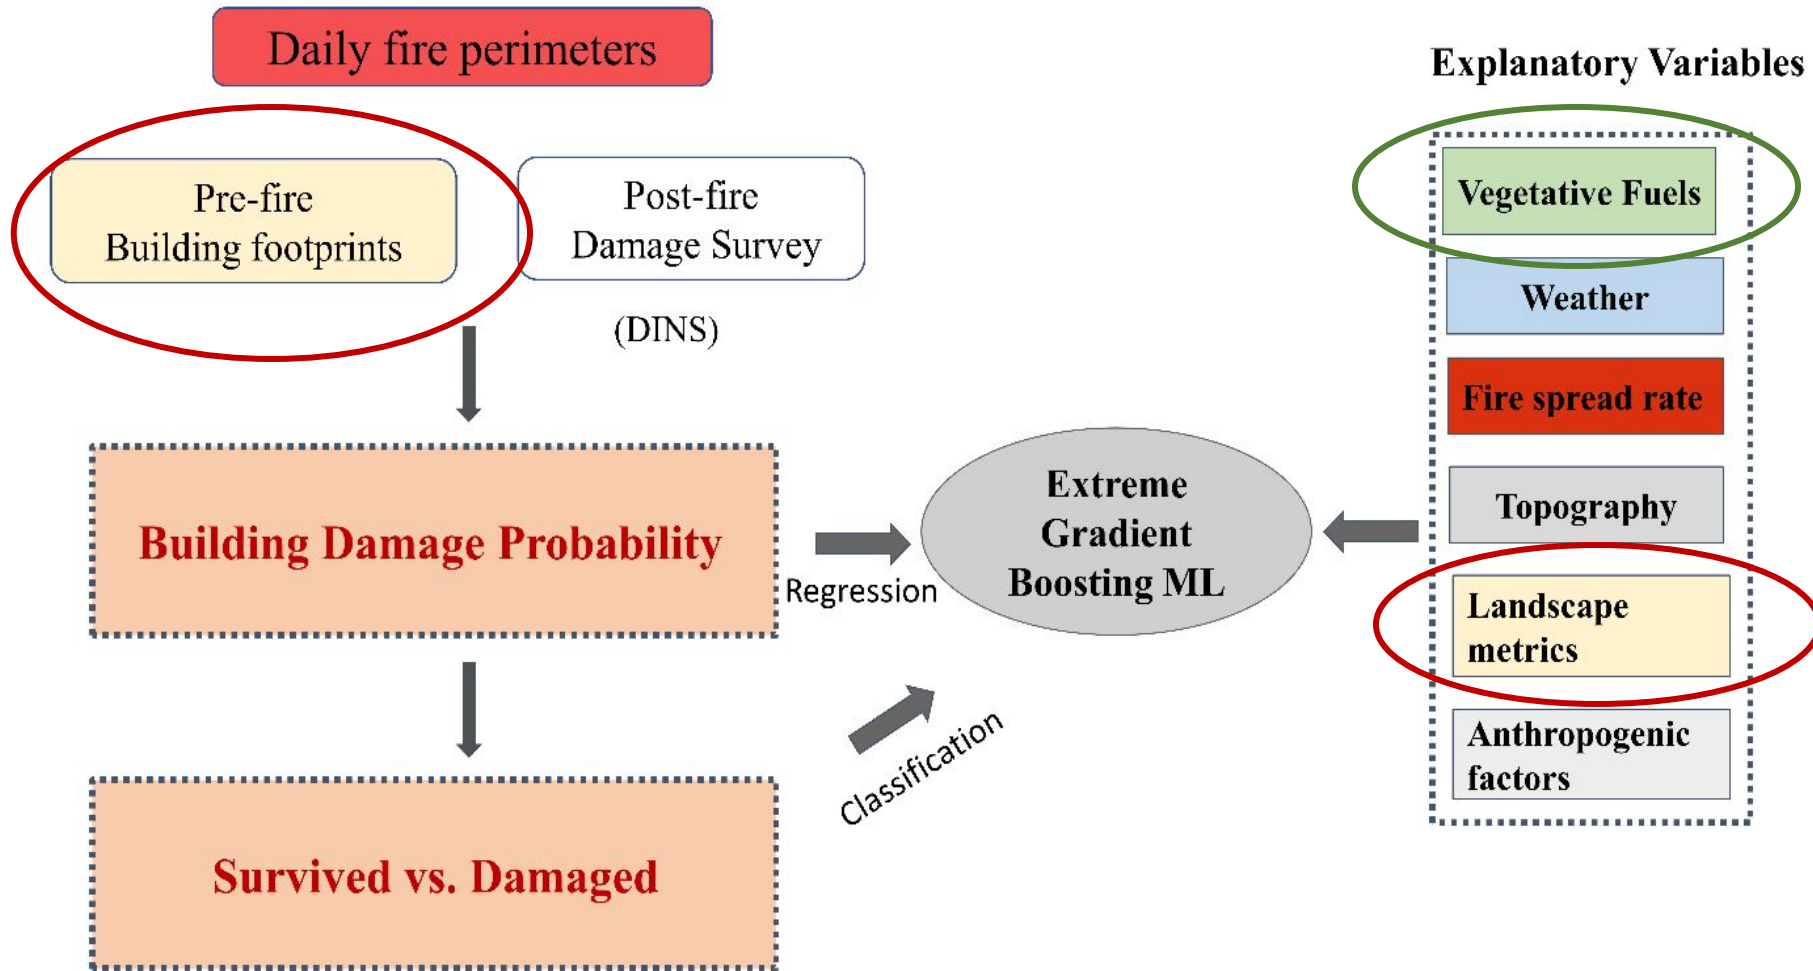 Daily fire perimeters
Pre-fire
Building footprints
Post-fire
Damage Survey
(DINS)
Building Damage Probability
Survived vs. Damaged
Regression
Classification
Extreme
Gradient
Boosting ML
Explanatory Variables
Vegetative Fuels
Weather
Fire spread rate
Topography
Landscape
metrics
Anthropogenic
factors